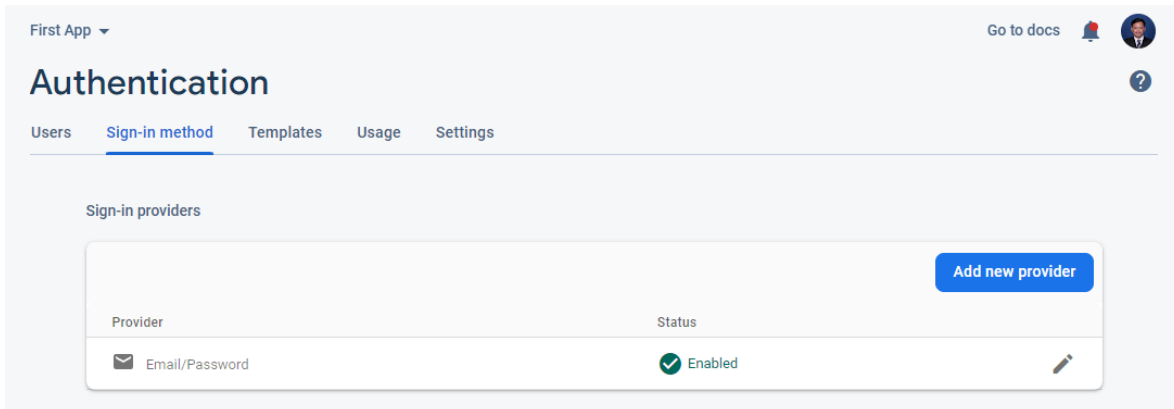 First App
Go to docs
Authentication
?
Users Sign-in method Templates Usage Settings
Sign-in providers
Add new provider
Provider Status
Email/Password Enabled